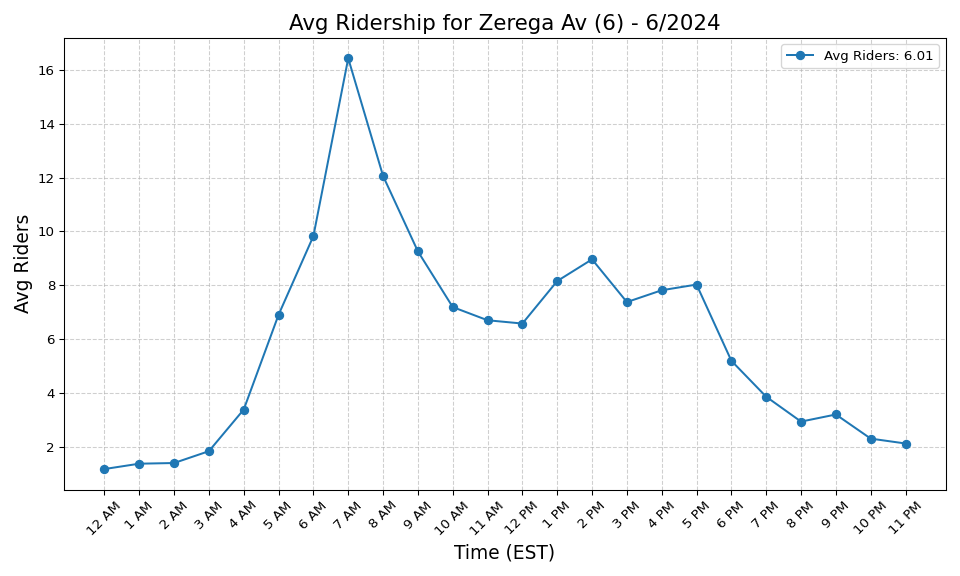 Avg Ridership for Zerega Av (6) - 6/2024
Avg Riders: 6.01
Avg Riders
16
14
12
10
8
6
4
2
12 AM
1 AM
2 AM
3 AM
4 AM
5 AM
6 AM
7 AM
8 AM
9 AM
10 AM
11 AM
12 PM
1 PM
2 PM
3 PM
4 PM
5 PM
6 PM
7 PM
8 PM
9 PM
10 PM
11 PM
Time (EST)